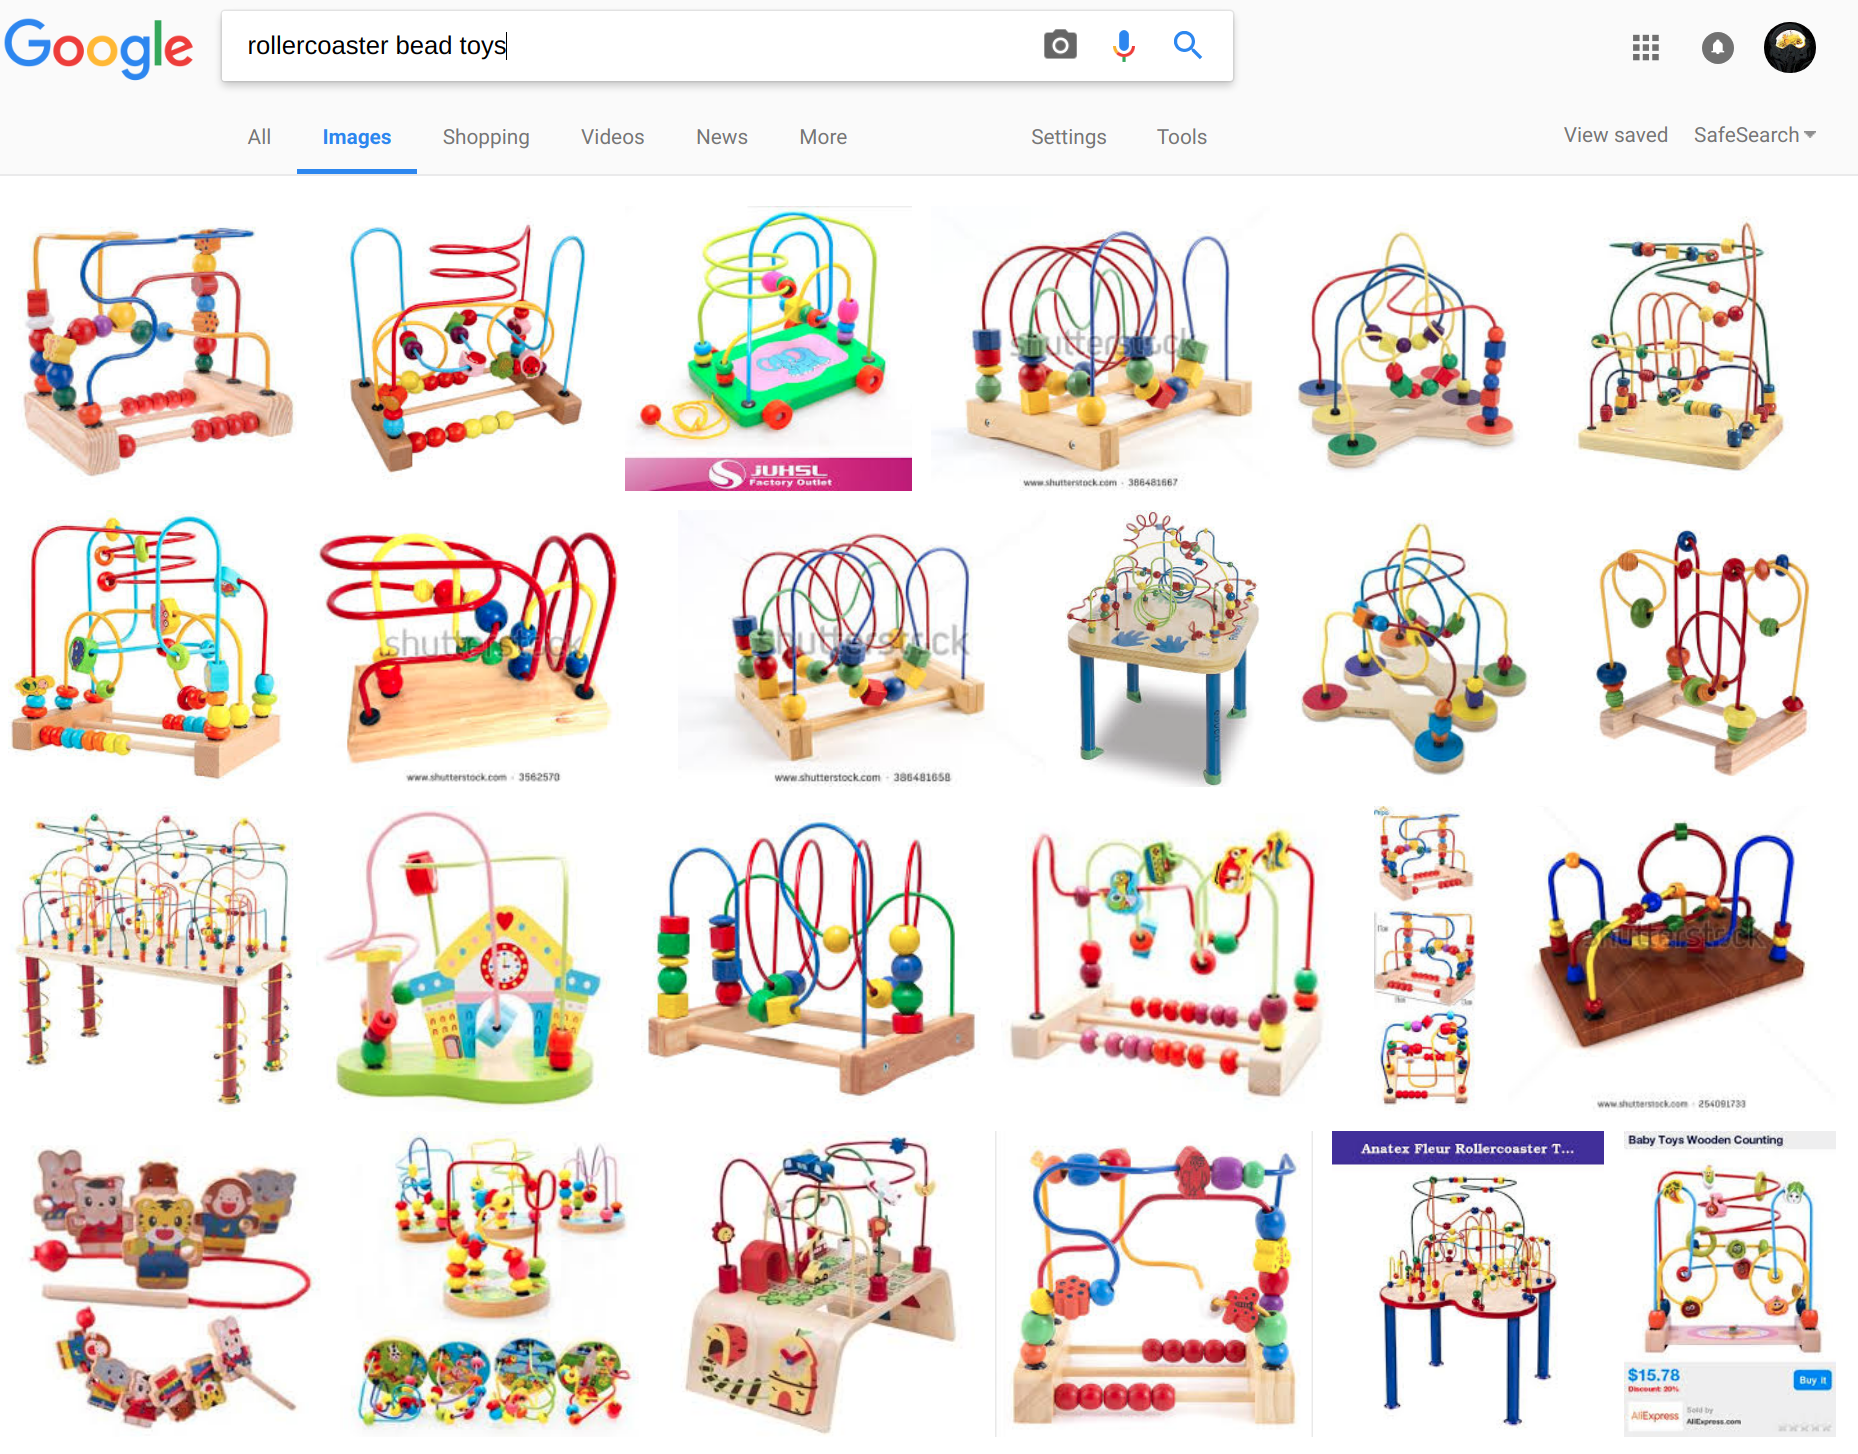 Google
rollercoaster bead toys
All Images Shopping Videos News More Settings Tools View saved SafeSearch
JUHSL
Factory Outlet
shutterstock
www.shutterstock.com · 386481667
shutterstock
www.shutterstock.com · 3562570
shutterstock
www.shutterstock.com · 386481658
shutterstock
www.shutterstock.com · 254091733
Anatex Fleur Rollercoaster T...
Baby Toys Wooden Counting
$15.78
Discount: 20%
Buy It
AliExpress
Sold by
AliExpress.com